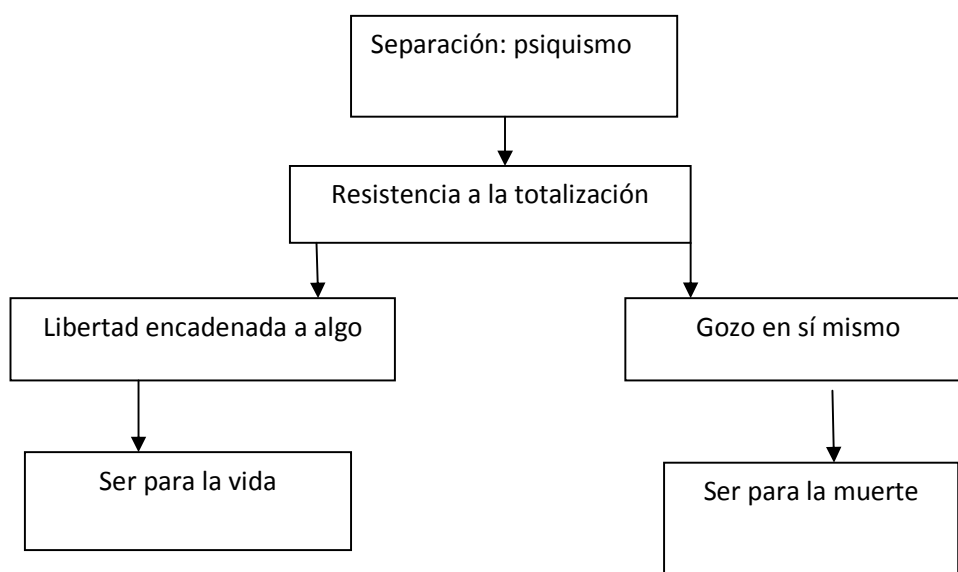 Separación: psiquismo
Resistencia a la totalización
Libertad encadenada a algo
Gozo en sí mismo
Ser para la vida
Ser para la muerte